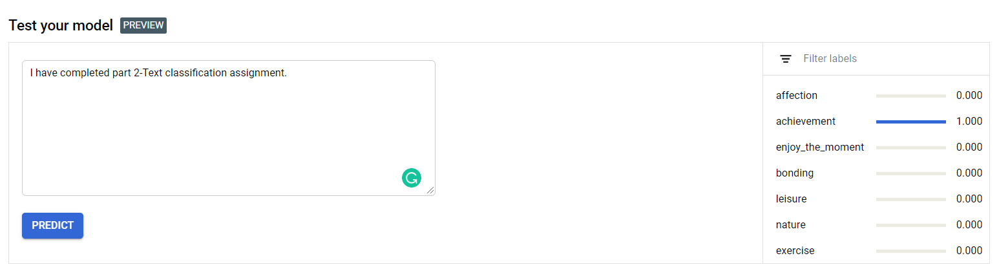 Test your model PREVIEW
I have completed part 2-Text classification assignment.
PREDICT
Filter labels
affection 0.000
achievement 1.000
enjoy_the_moment 0.000
bonding 0.000
leisure 0.000
nature 0.000
exercise 0.000